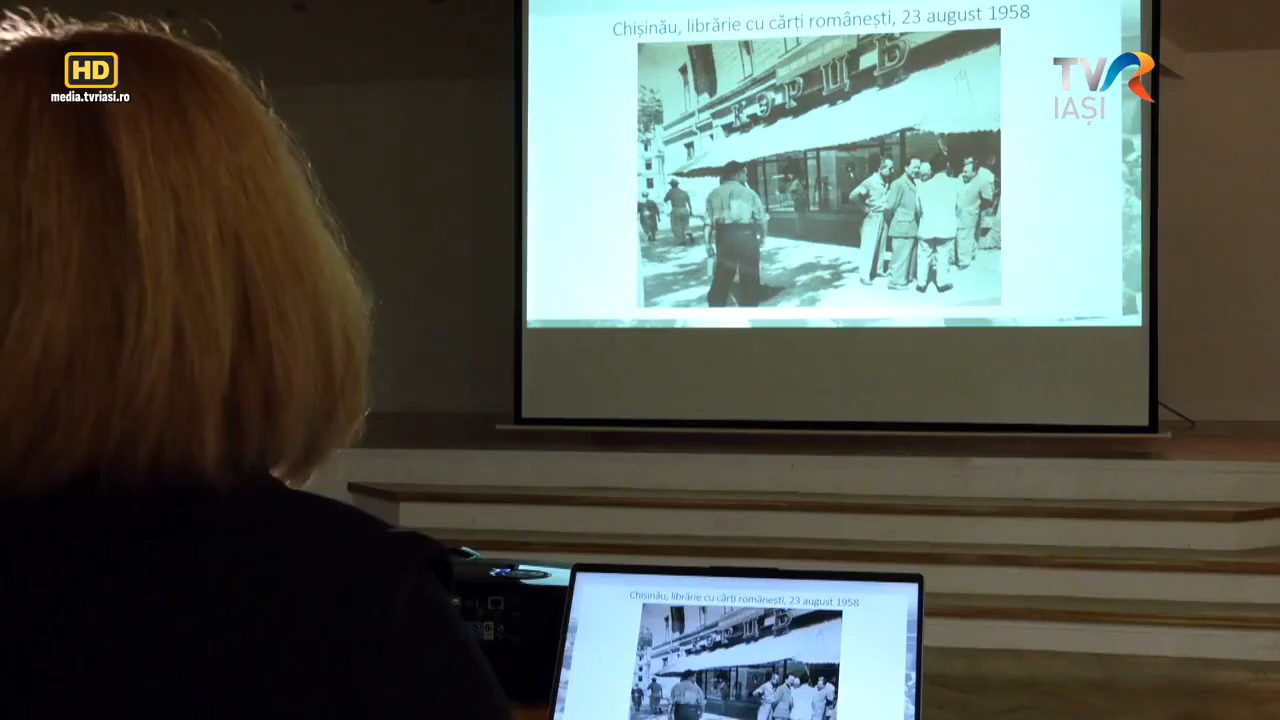 HD
media.tvriasi.ro
Chișinău, librărie cu cărți românești, 23 august 1958
TVR
IAȘI
КЭРЦЬ
Chișinău, librărie cu cărți românești, 23 august 1958